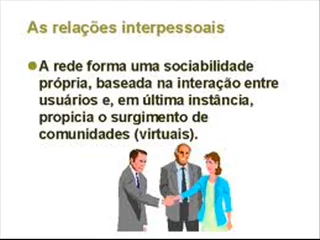 As relações interpessoais
A rede forma uma sociabilidade
própria, baseada na interação entre
usuários e, em última instância,
propicia o surgimento de
comunidades (virtuais).